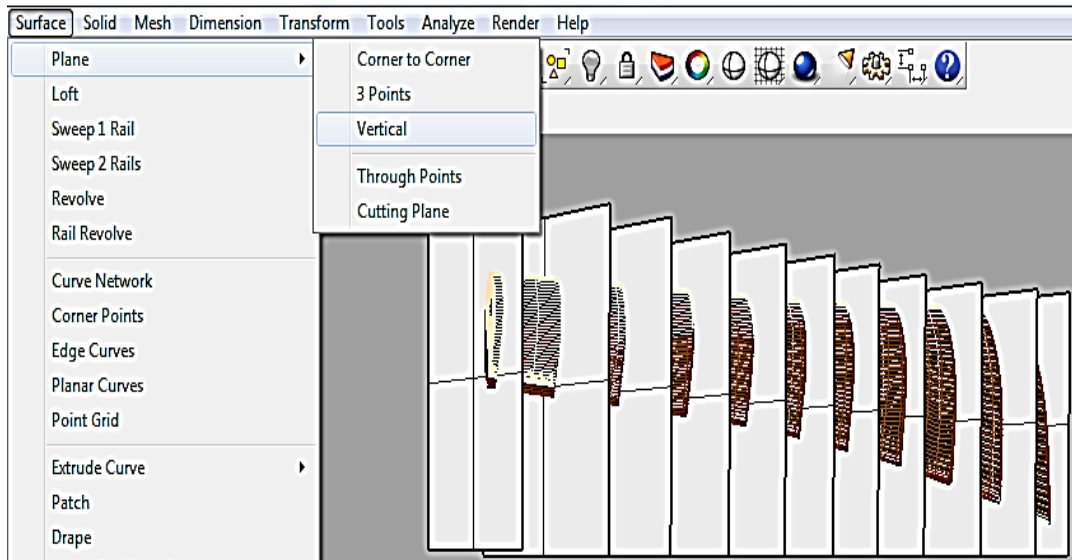 Surface Solid Mesh Dimension Transform Tools Analyze Render Help
Plane
Loft
Sweep 1 Rail
Sweep 2 Rails
Revolve
Rail Revolve
Curve Network
Corner Points
Edge Curves
Planar Curves
Point Grid
Extrude Curve
Patch
Drape
Corner to Corner
3 Points
Vertical
Through Points
Cutting Plane